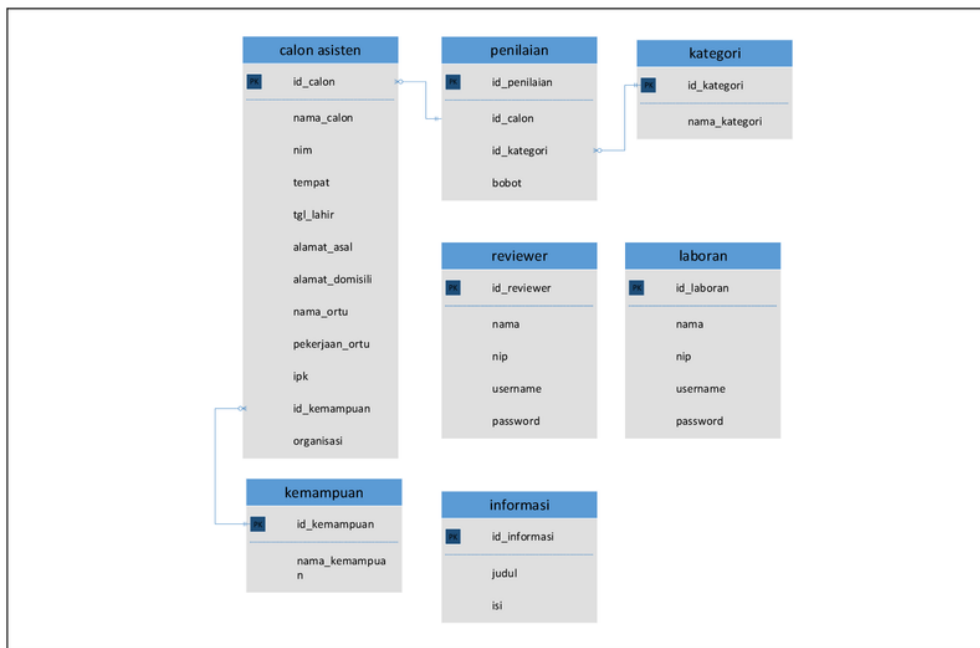 calon asisten
PK id_calon
nama_calon
nim
tempat
tgl_lahir
alamat_asal
alamat_domisili
nama_ortu
pekerjaan_ortu
ipk
id_kemampuan
organisasi
penilaian
PK id_penilaian
id_calon
id_kategori
bobot
kategori
PK id_kategori
nama_kategori
reviewer
PK id_reviewer
nama
nip
username
password
laboran
PK id_laboran
nama
nip
username
password
kemampuan
PK id_kemampuan
nama_kemampua
n
informasi
PK id_informasi
judul
isi